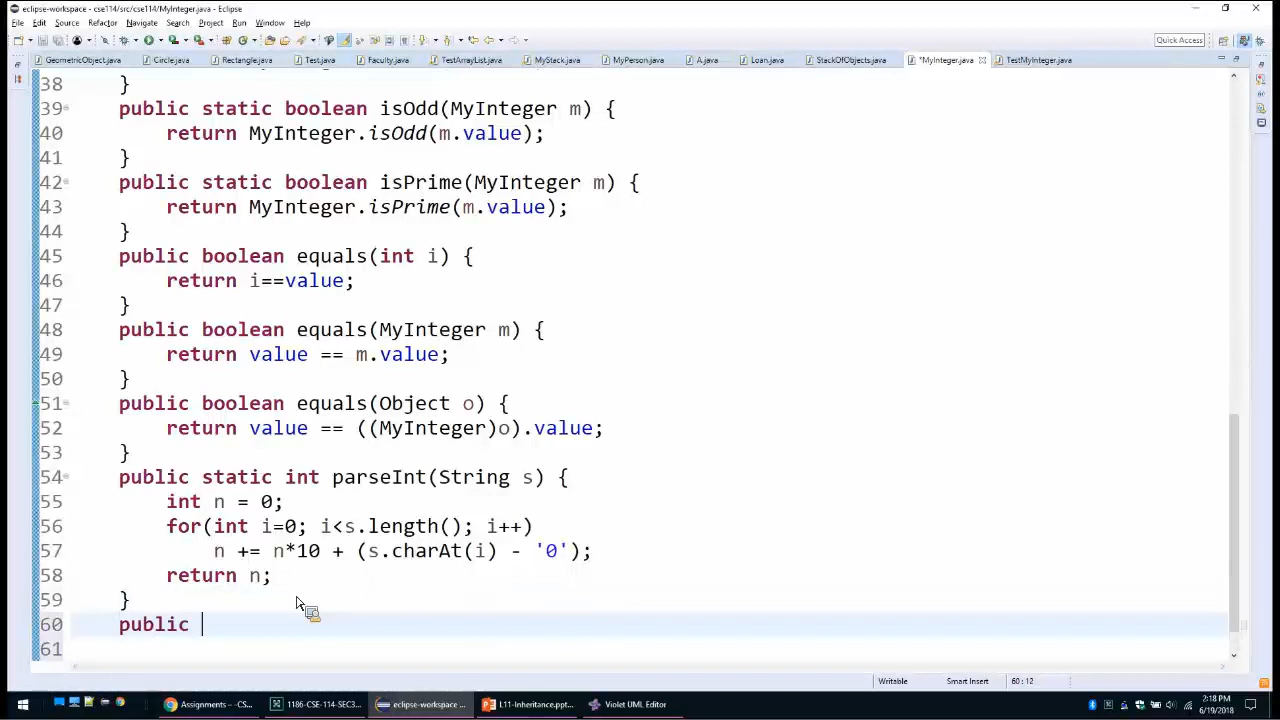 eclipse-workspace - cse114/src/cse114/MyInteger.java - Eclipse
File Edit Source Refactor Navigate Search Project Run Window Help
Quick Access
GeometricObject.java Circle.java Rectangle.java Test.java Faculty.java TestArrayList.java MyStack.java MyPerson.java A.java Loan.java StackOfObjects.java *MyInteger.java TestMyInteger.java
38 }
39 public static boolean isOdd(MyInteger m) {
40 return MyInteger.isOdd(m.value);
41 }
42 public static boolean isPrime(MyInteger m) {
43 return MyInteger.isPrime(m.value);
44 }
45 public boolean equals(int i) {
46 return i==value;
47 }
48 public boolean equals(MyInteger m) {
49 return value == m.value;
50 }
51 public boolean equals(Object o) {
52 return value == ((MyInteger)o).value;
53 }
54 public static int parseInt(String s) {
55 int n = 0;
56 for(int i=0; i<s.length(); i++)
57 n += n*10 + (s.charAt(i) - '0');
58 return n;
59 }
60 public
61
Writable Smart Insert 60 : 12
Assignments - -CS... 1186-CSE-114-SEC3... eclipse-workspace ... L11-Inheritance.ppt... Violet UML Editor
2:18 PM
6/19/2018